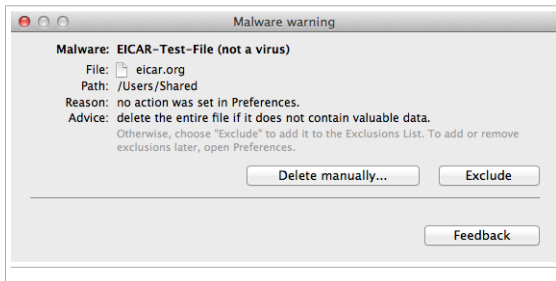 Malware warning
Malware: EICAR-Test-File (not a virus)
File: eicar.org
Path: /Users/Shared
Reason: no action was set in Preferences.
Advice: delete the entire file if it does not contain valuable data.
Otherwise, choose "Exclude" to add it to the Exclusions List. To add or remove
exclusions later, open Preferences.
Delete manually... Exclude
Feedback